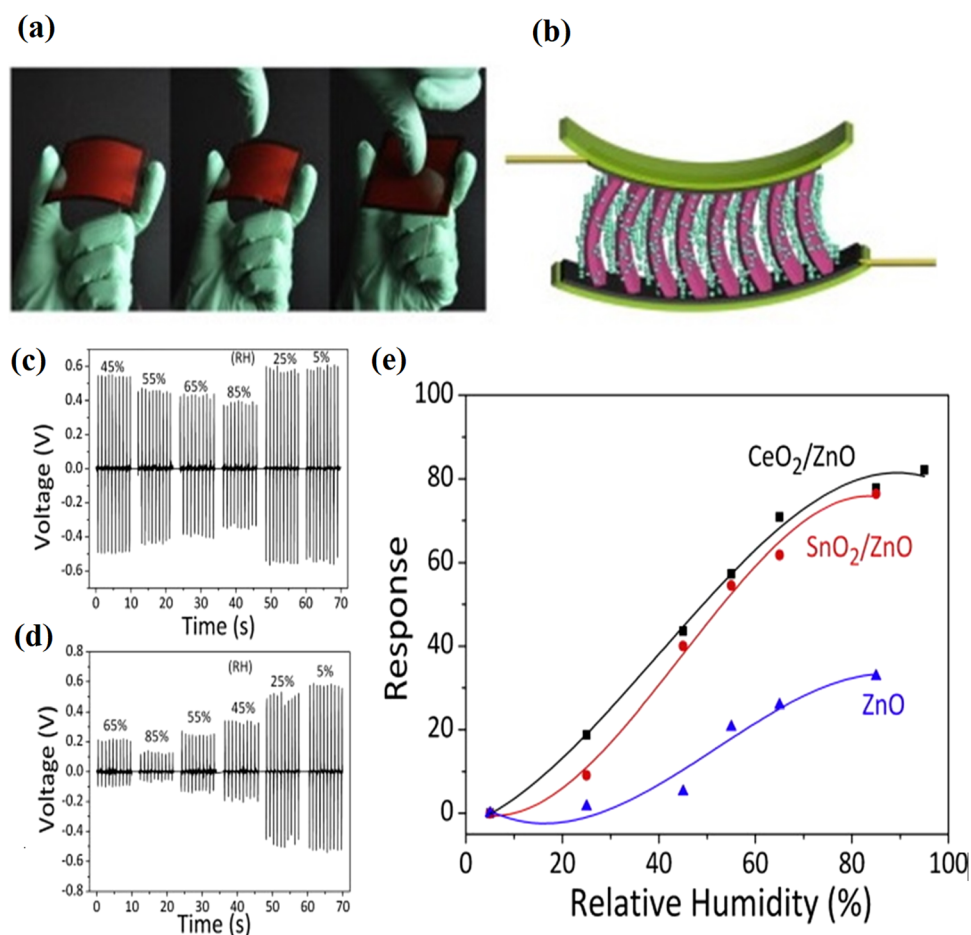 (a)
(b)
(c)
0.6
0.4
0.2
0.0
-0.2
-0.4
-0.6
Voltage (V)
45%
55%
65%
85%
(RH)
25%
5%
0 10 20 30 40 50 60 70
Time (s)
(d)
0.8
0.6
0.4
0.2
0.0
-0.2
-0.4
-0.6
-0.8
Voltage (V)
65%
85%
55%
(RH)
45%
25%
5%
0 10 20 30 40 50 60 70
Time (s)
(e)
100
80
60
40
20
0
Response
CeO₂/ZnO
SnO₂/ZnO
ZnO
0 20 40 60 80 100
Relative Humidity (%)